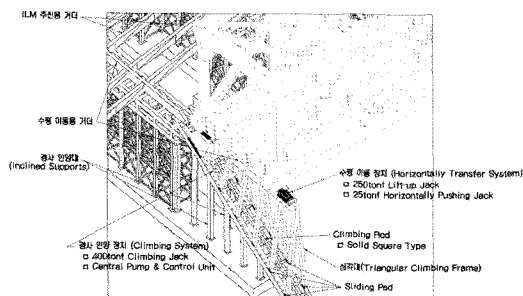 ILM 추진용 거더
수평 이동용 거더
경사 인양대
(Inclined Supports)
경사 인양 장치 (Climbing System)
□ 400tonf Climbing Jack
□ Central Pump & Control Unit
수평 이동 장치 (Horizontally Transfer System)
□ 250tonf Lift-up Jack
□ 25tonf Horizontally Pushing Jack
Climbing Rod
□ Solid Square Type
삼각대(Triangular Climbing Frame)
Sliding Pad